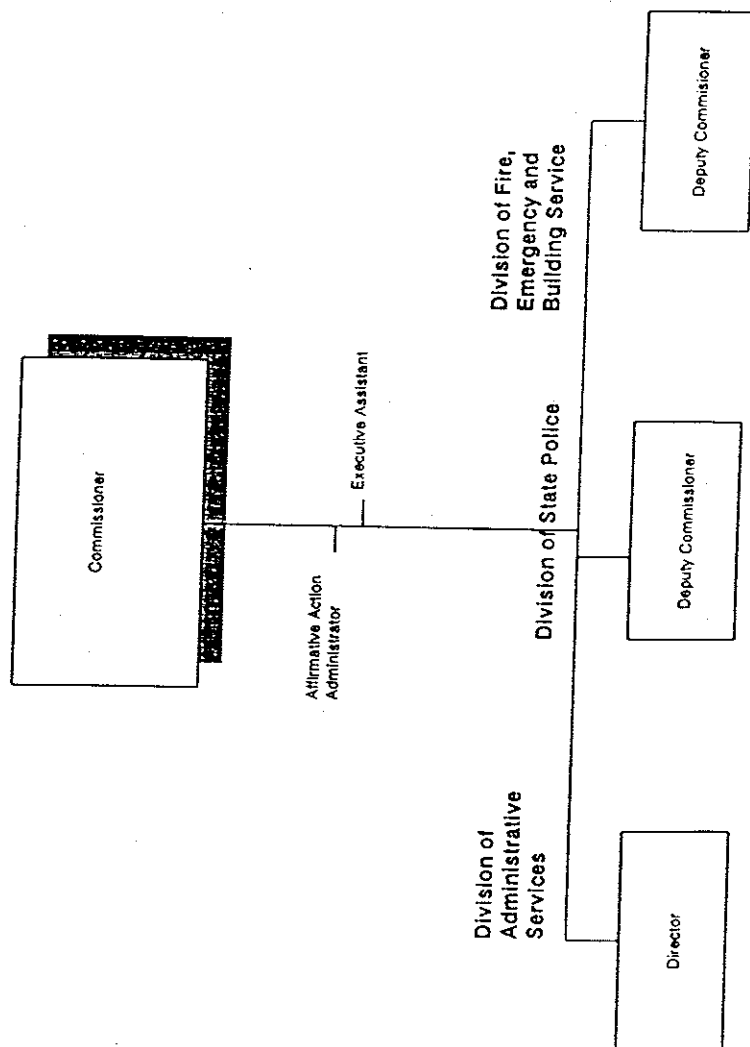 Commissioner
Affirmative Action
Administrator
Executive Assistant
Division of
Administrative
Services
Division of State Police
Division of Fire,
Emergency and
Building Service
Director
Deputy Commissioner
Deputy Commisioner